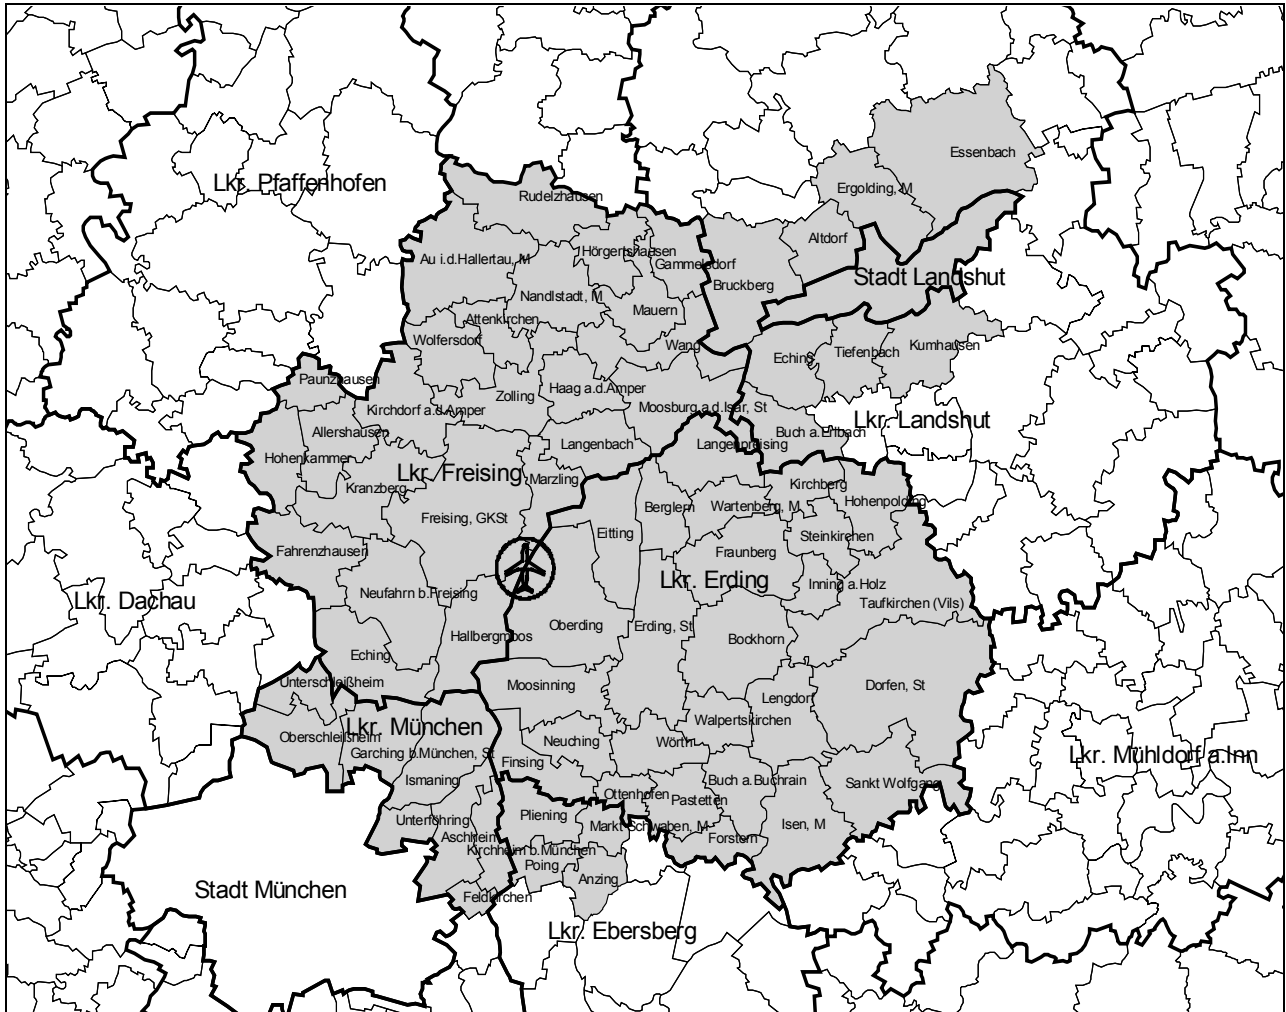 Essenbach
Lkr. Pfaffenhofen
Ergolding, M
Rudelzhausen
Altdorf
Hörgertshausen
Au i.d.Hallertau, M
Gammelsdorf
Stadt Landshut
Bruckberg
Nandlstadt, M
Mauern
Attenkirchen
Wolfersdorf
Wang
Kumhausen
Tiefenbach
Eching
Paunzhausen
Haag a.d.Amper
Zolling
Kirchdorf a.d.Amper
Moosburg a.d.Isar, St
Lkr. Landshut
Allershausen
Buch a.Erlbach
Langenbach
Langenpreising
Hohenkammer
Lkr. Freising
Marzling
Kirchberg
Kranzberg
Hohenpolding
Berglern
Wartenberg, M
Freising, GKSt
Eitting
Steinkirchen
Fahrenzhausen
Fraunberg
Lkr. Erding
Inning a.Holz
Neufahrn b.Freising
Lkr. Dachau
Taufkirchen (Vils)
Oberding
Erding, St
Hallbergmoos
Bockhorn
Eching
Unterschleißheim
Moosinning
Dorfen, St
Lengdorf
Walpertskirchen
Lkr. München
Oberschleißheim
Neuching
Wörth
Garching b.München, St
Lkr. Mühldorf a.Inn
Finsing
Ismaning
Buch a.Buchrain
Sankt Wolfgang
Ottenhofen
Pastetten
Pliening
Unterföhring
Markt Schwaben, M
Isen, M
Aschheim
Forstern
Kirchheim b.München
Poing
Anzing
Stadt München
Feldkirchen
Lkr. Ebersberg